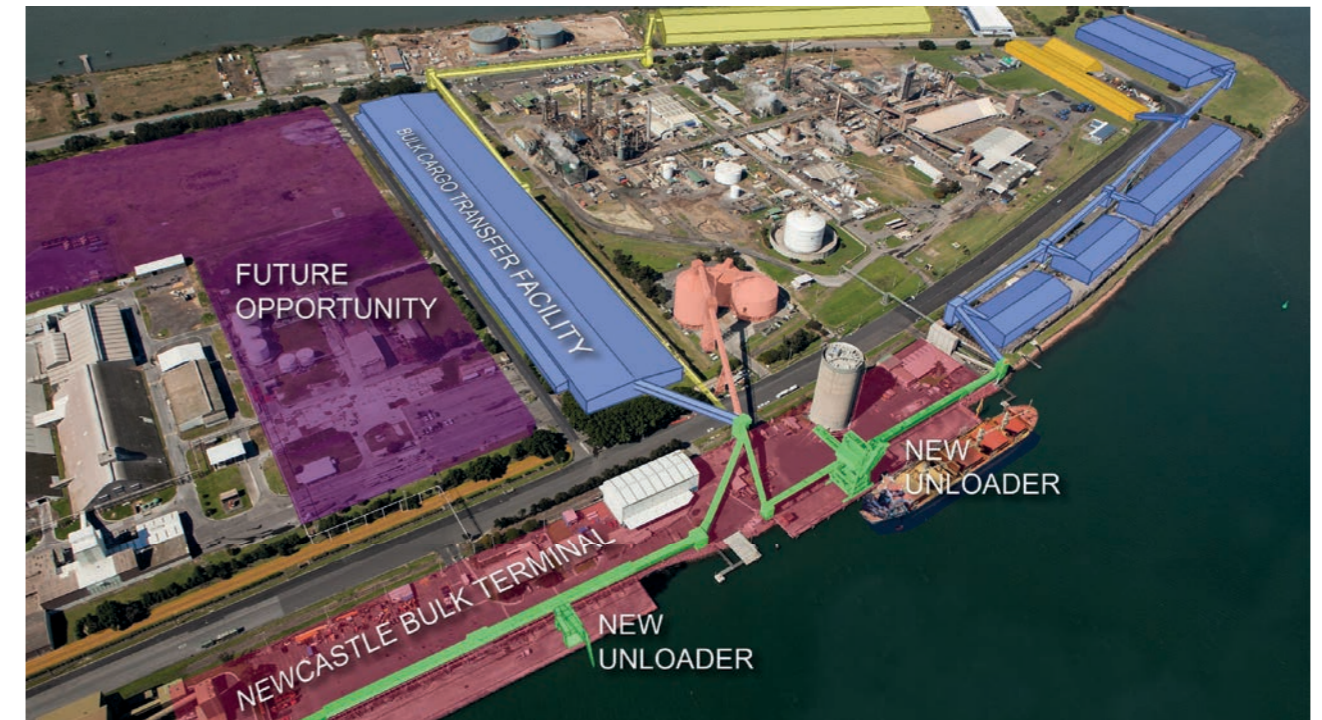 BULK CARGO TRANSFER FACILITY
FUTURE
OPPORTUNITY
NEW
UNLOADER
NEWCASTLE BULK TERMINAL
NEW
UNLOADER